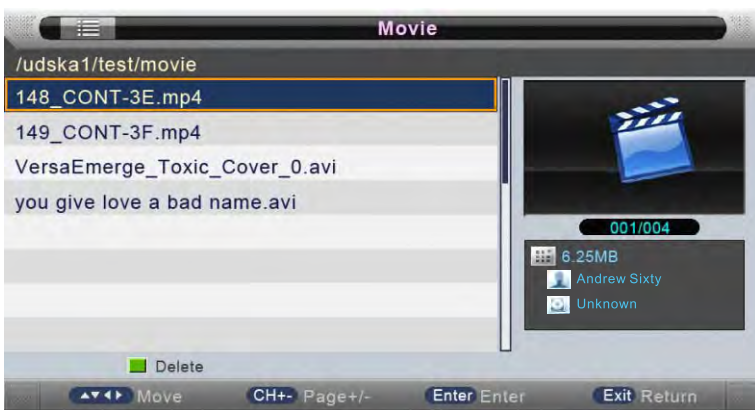 Movie
/udska1/test/movie
148_CONT-3E.mp4
149_CONT-3F.mp4
VersaEmerge_Toxic_Cover_0.avi
you give love a bad name.avi
001/004
6.25MB
Andrew Sixty
Unknown
Delete
Move CH+- Page+/- Enter Enter Exit Return